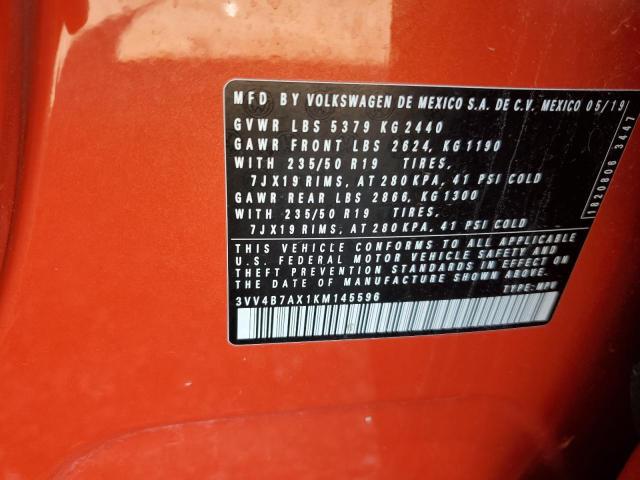 MFD BY VOLKSWAGEN DE MEXICO S.A. DE C.V. MEXICO 05/19
GVWR LBS 5379 KG 2440
GAWR FRONT LBS 2624, KG 1190
WITH 235/50 R19 TIRES,
7JX19 RIMS, AT 280 KPA, 41 PSI COLD
GAWR REAR LBS 2866, KG 1300
WITH 235/50 R19 TIRES,
7JX19 RIMS, AT 280 KPA, 41 PSI COLD
THIS VEHICLE CONFORMS TO ALL APPLICABLE
U.S. FEDERAL MOTOR VEHICLE SAFETY AND
THEFT PREVENTION STANDARDS IN EFFECT ON
THE DATE OF MANUFACTURE SHOWN ABOVE.
3VV4B7AX1KM145596 TYPE: MPV
1820808 3447